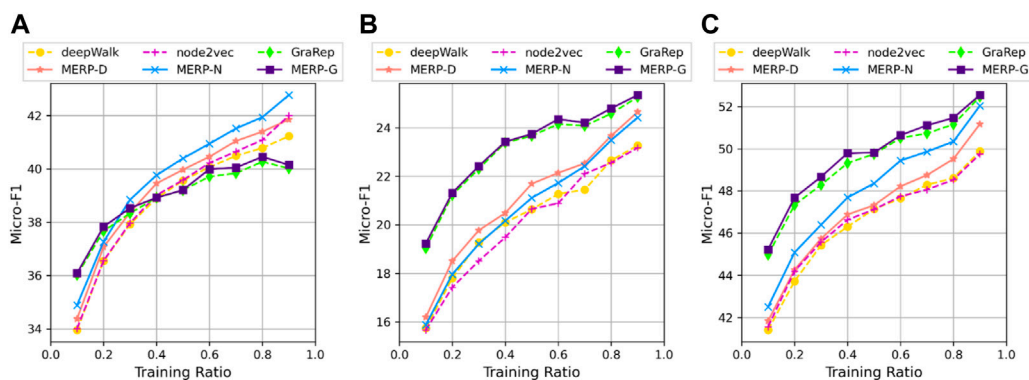 A
deepWalk node2vec GraRep
MERP-D MERP-N MERP-G
Micro-F1
42
40
38
36
34
0.0 0.2 0.4 0.6 0.8 1.0
Training Ratio
B
deepWalk node2vec GraRep
MERP-D MERP-N MERP-G
Micro-F1
24
22
20
18
16
0.0 0.2 0.4 0.6 0.8 1.0
Training Ratio
C
deepWalk node2vec GraRep
MERP-D MERP-N MERP-G
Micro-F1
52
50
48
46
44
42
0.0 0.2 0.4 0.6 0.8 1.0
Training Ratio